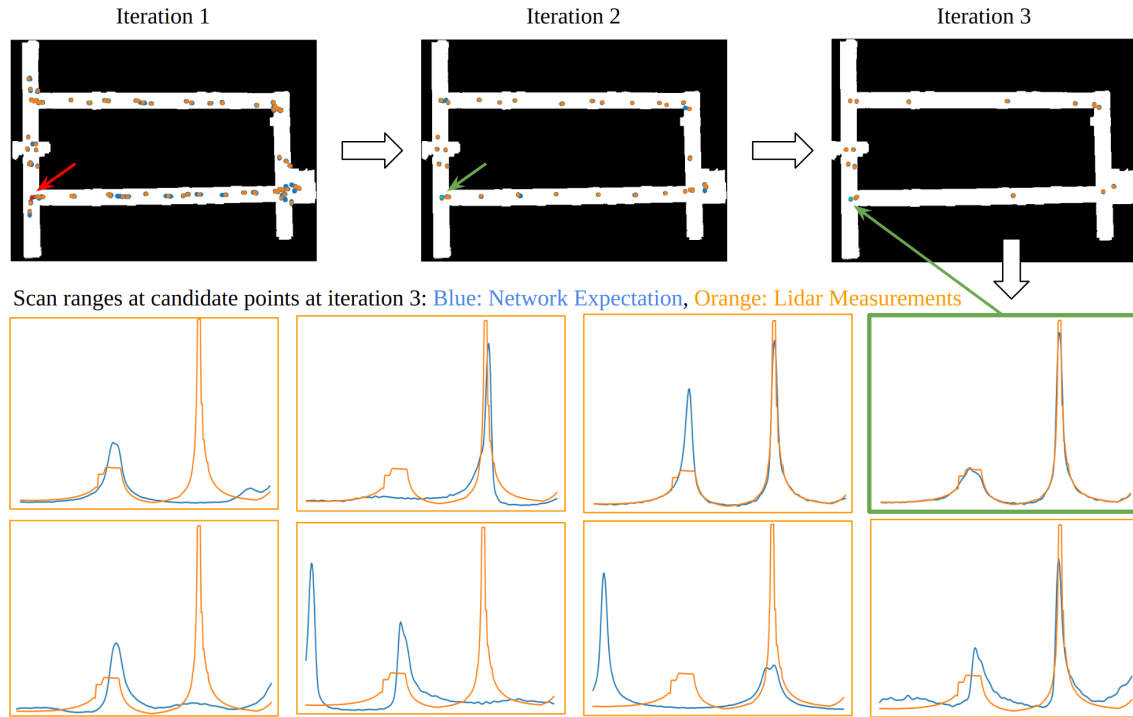 Iteration 1
Iteration 2
Iteration 3
Scan ranges at candidate points at iteration 3: Blue: Network Expectation, Orange: Lidar Measurements